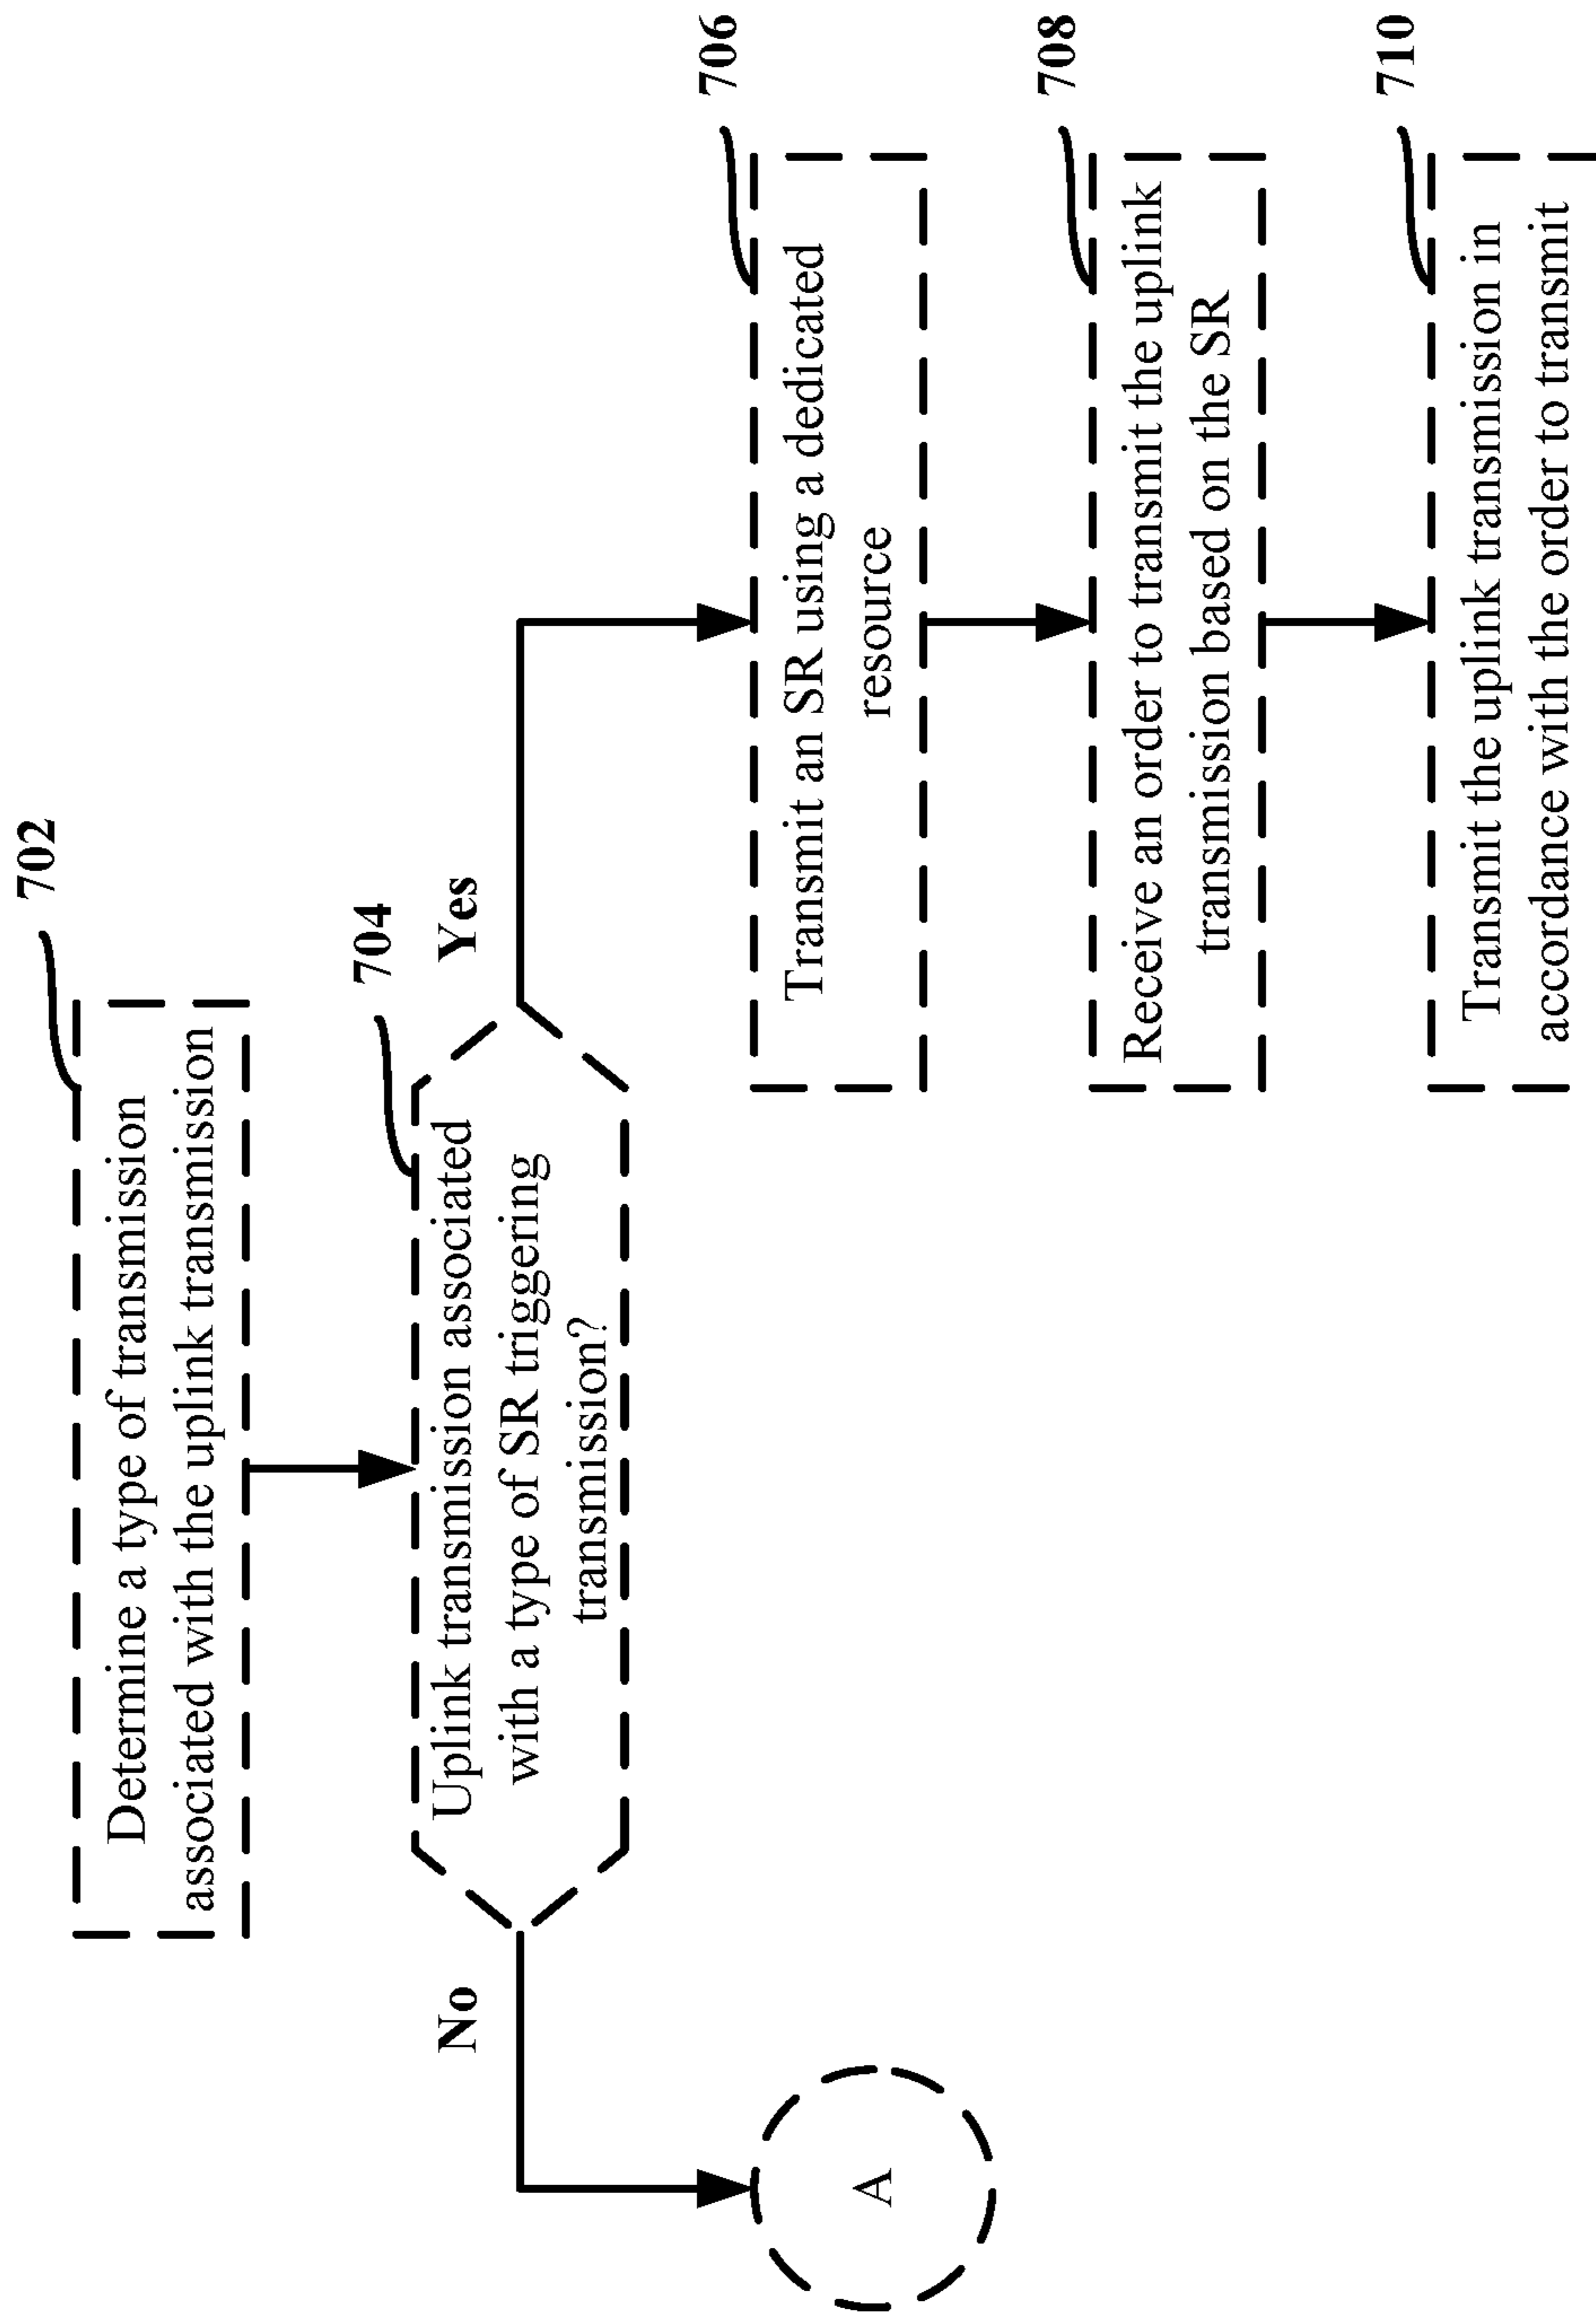 702
Determine a type of transmission
associated with the uplink transmission
704
Uplink transmission associated
with a type of SR triggering
transmission?
No
Yes
A
706
Transmit an SR using a dedicated
resource
708
Receive an order to transmit the uplink
transmission based on the SR
710
Transmit the uplink transmission in
accordance with the order to transmit